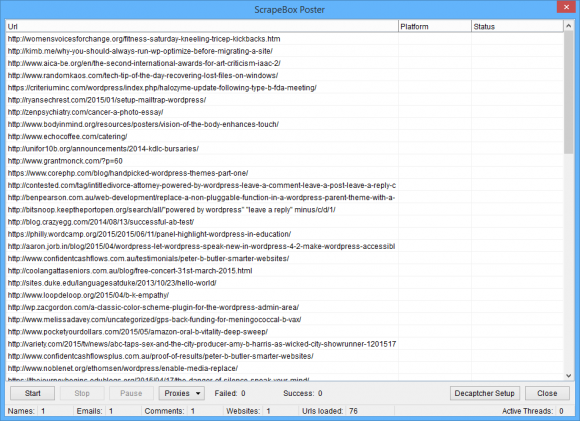 ScrapeBox Poster
Url Platform Status
http://womensvoicesforchange.org/fitness-saturday-kneeling-tricep-kickbacks.htm
http://kimb.me/why-you-should-always-run-wp-optimize-before-migrating-a-site/
http://www.aica-be.org/en/the-second-international-awards-for-art-criticism-iaac-2/
http://www.randomkaos.com/tech-tip-of-the-day-recovering-lost-files-on-windows/
https://criteriuminc.com/wordpress/index.php/halozyme-update-following-type-b-fda-meeting/
http://ryansechrest.com/2015/01/setup-mailtrap-wordpress/
http://zenpsychiatry.com/cancer-a-photo-essay/
http://www.bodyinmind.org/resources/posters/vision-of-the-body-enhances-touch/
http://www.echocoffee.com/catering/
http://unifor10b.org/announcements/2014-kdlc-bursaries/
http://www.grantmonck.com/?p=60
https://www.corephp.com/blog/handpicked-wordpress-themes-part-one/
http://contested.com/tag/intitledivorce-attorney-powered-by-wordpress-leave-a-comment-leave-a-post-leave-a-reply-c
http://benpearson.com.au/web-development/replace-a-non-pluggable-function-in-a-wordpress-parent-theme-with-a-
http://bitsnoop.keeptheportopen.org/search/all/"powered by wordpress" "leave a reply" minus/c/d/1/
http://blog.crazyegg.com/2014/08/13/successful-ab-test/
https://philly.wordcamp.org/2015/2015/06/11/panel-highlight-wordpress-in-education/
http://aaron.jorb.in/blog/2015/04/wordpress-let-wordpress-speak-new-in-wordpress-4-2-make-wordpress-accessibl
http://www.confidentcashflows.com.au/testimonials/peter-b-butler-smarter-websites/
http://coolangattaseniors.com.au/blog/free-concert-31st-march-2015.html
http://sites.duke.edu/languagesatduke/2013/10/23/hello-world/
http://www.loopdeloop.org/2015/04/b-k-empathy/
http://wp.zacgordon.com/a-classic-color-scheme-plugin-for-the-wordpress-admin-area/
http://www.melissadavey.com/uncategorized/gps-back-funding-for-meningococcal-b-vax/
http://www.pocketyourdollars.com/2015/05/amazon-oral-b-vitality-deep-sweep/
http://variety.com/2015/tv/news/abc-taps-sex-and-the-city-producer-amy-b-harris-as-wicked-city-showrunner-1201517
http://www.confidentcashflowsplus.com.au/proof-of-results/peter-b-butler-smarter-websites/
http://www.noblenet.org/ethomsen/wordpress/enable-media-replace/
https://thejourneybegins.edublogs.org/2015/04/17/the-danger-of-silence-speak-your-mind/
Start Stop Pause Proxies Failed: 0 Success: 0 Decaptcher Setup Close
Names: 1 Emails: 1 Comments: 1 Websites: 1 Urls loaded: 76 Active Threads: 0